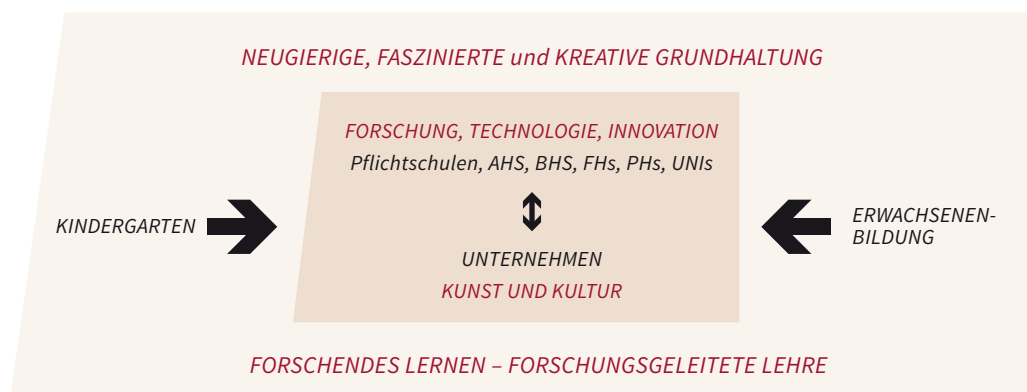 NEUGIERIGE, FASZINIERTE und KREATIVE GRUNDHALTUNG
FORSCHUNG, TECHNOLOGIE, INNOVATION
Pflichtschulen, AHS, BHS, FHs, PHs, UNIs
KINDERGARTEN
ERWACHSENEN-
BILDUNG
UNTERNEHMEN
KUNST UND KULTUR
FORSCHENDES LERNEN – FORSCHUNGSGELEITETE LEHRE